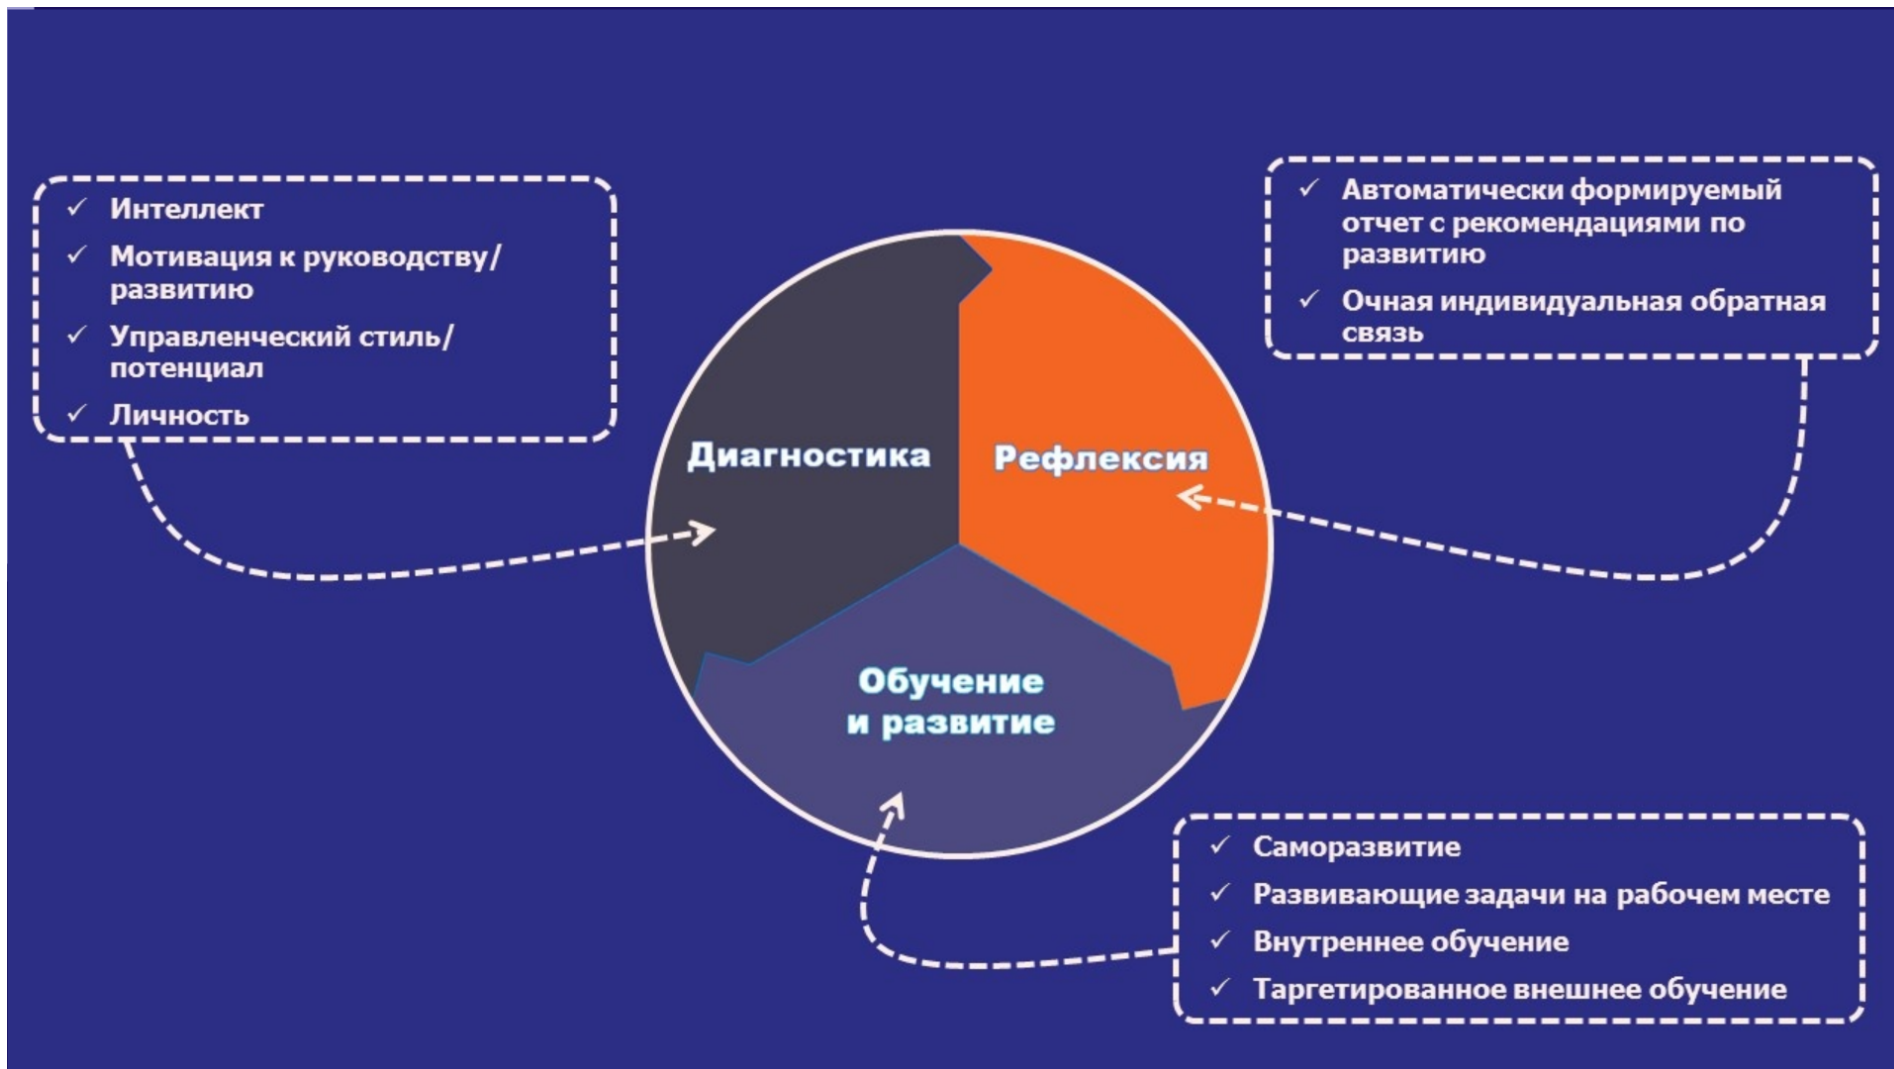 ✓ Интеллект
✓ Мотивация к руководству/
развитию
✓ Управленческий стиль/
потенциал
✓ Личность
✓ Автоматически формируемый
отчет с рекомендациями по
развитию
✓ Очная индивидуальная обратная
связь
Диагностика
Рефлексия
Обучение
и развитие
✓ Саморазвитие
✓ Развивающие задачи на рабочем месте
✓ Внутреннее обучение
✓ Таргетированное внешнее обучение